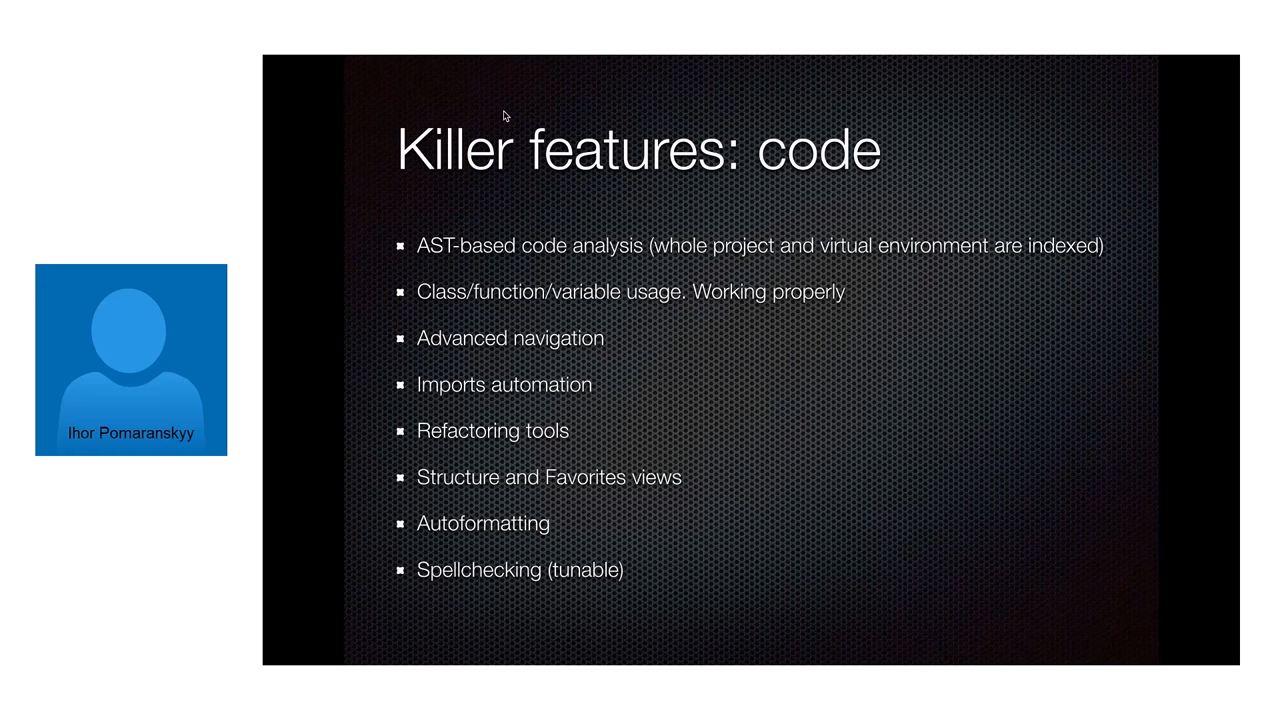 Killer features: code
AST-based code analysis (whole project and virtual environment are indexed)
Class/function/variable usage. Working properly
Advanced navigation
Imports automation
Refactoring tools
Structure and Favorites views
Autoformatting
Spellchecking (tunable)
Ihor Pomaranskyy